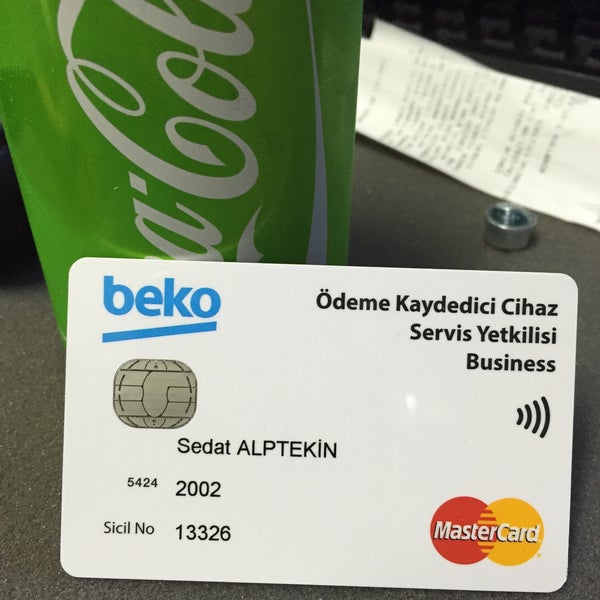 Coca-Cola
beko
Ödeme Kaydedici Cihaz
Servis Yetkilisi
Business
Sedat ALPTEKİN
5424 2002
Sicil No 13326
MasterCard